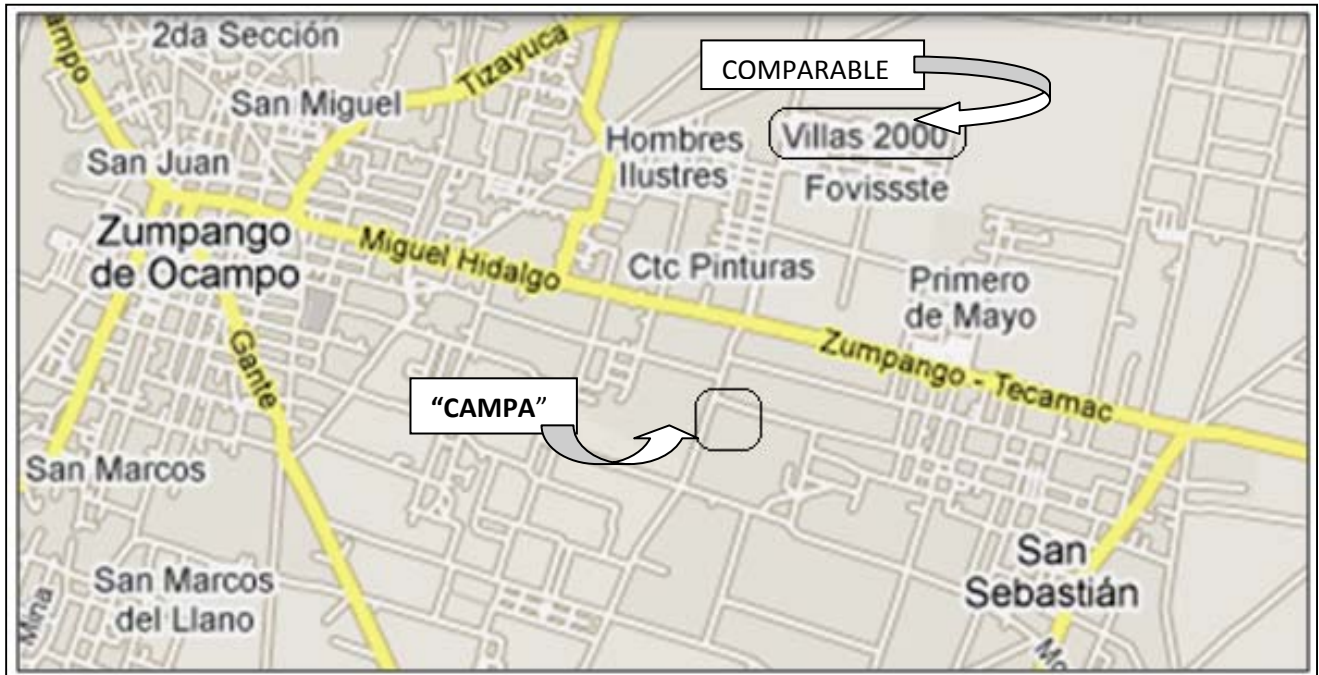 ampo
2da Sección
Tizayuca
COMPARABLE
San Miguel
Hombres
Ilustres
Villas 2000
San Juan
Fovissste
Zumpango
de Ocampo
Miguel Hidalgo
Ctc Pinturas
Primero
de Mayo
Gante
Zumpango - Tecamac
“CAMPA”
San Marcos
San
Sebastián
San Marcos
del Llano
Mina
Mo